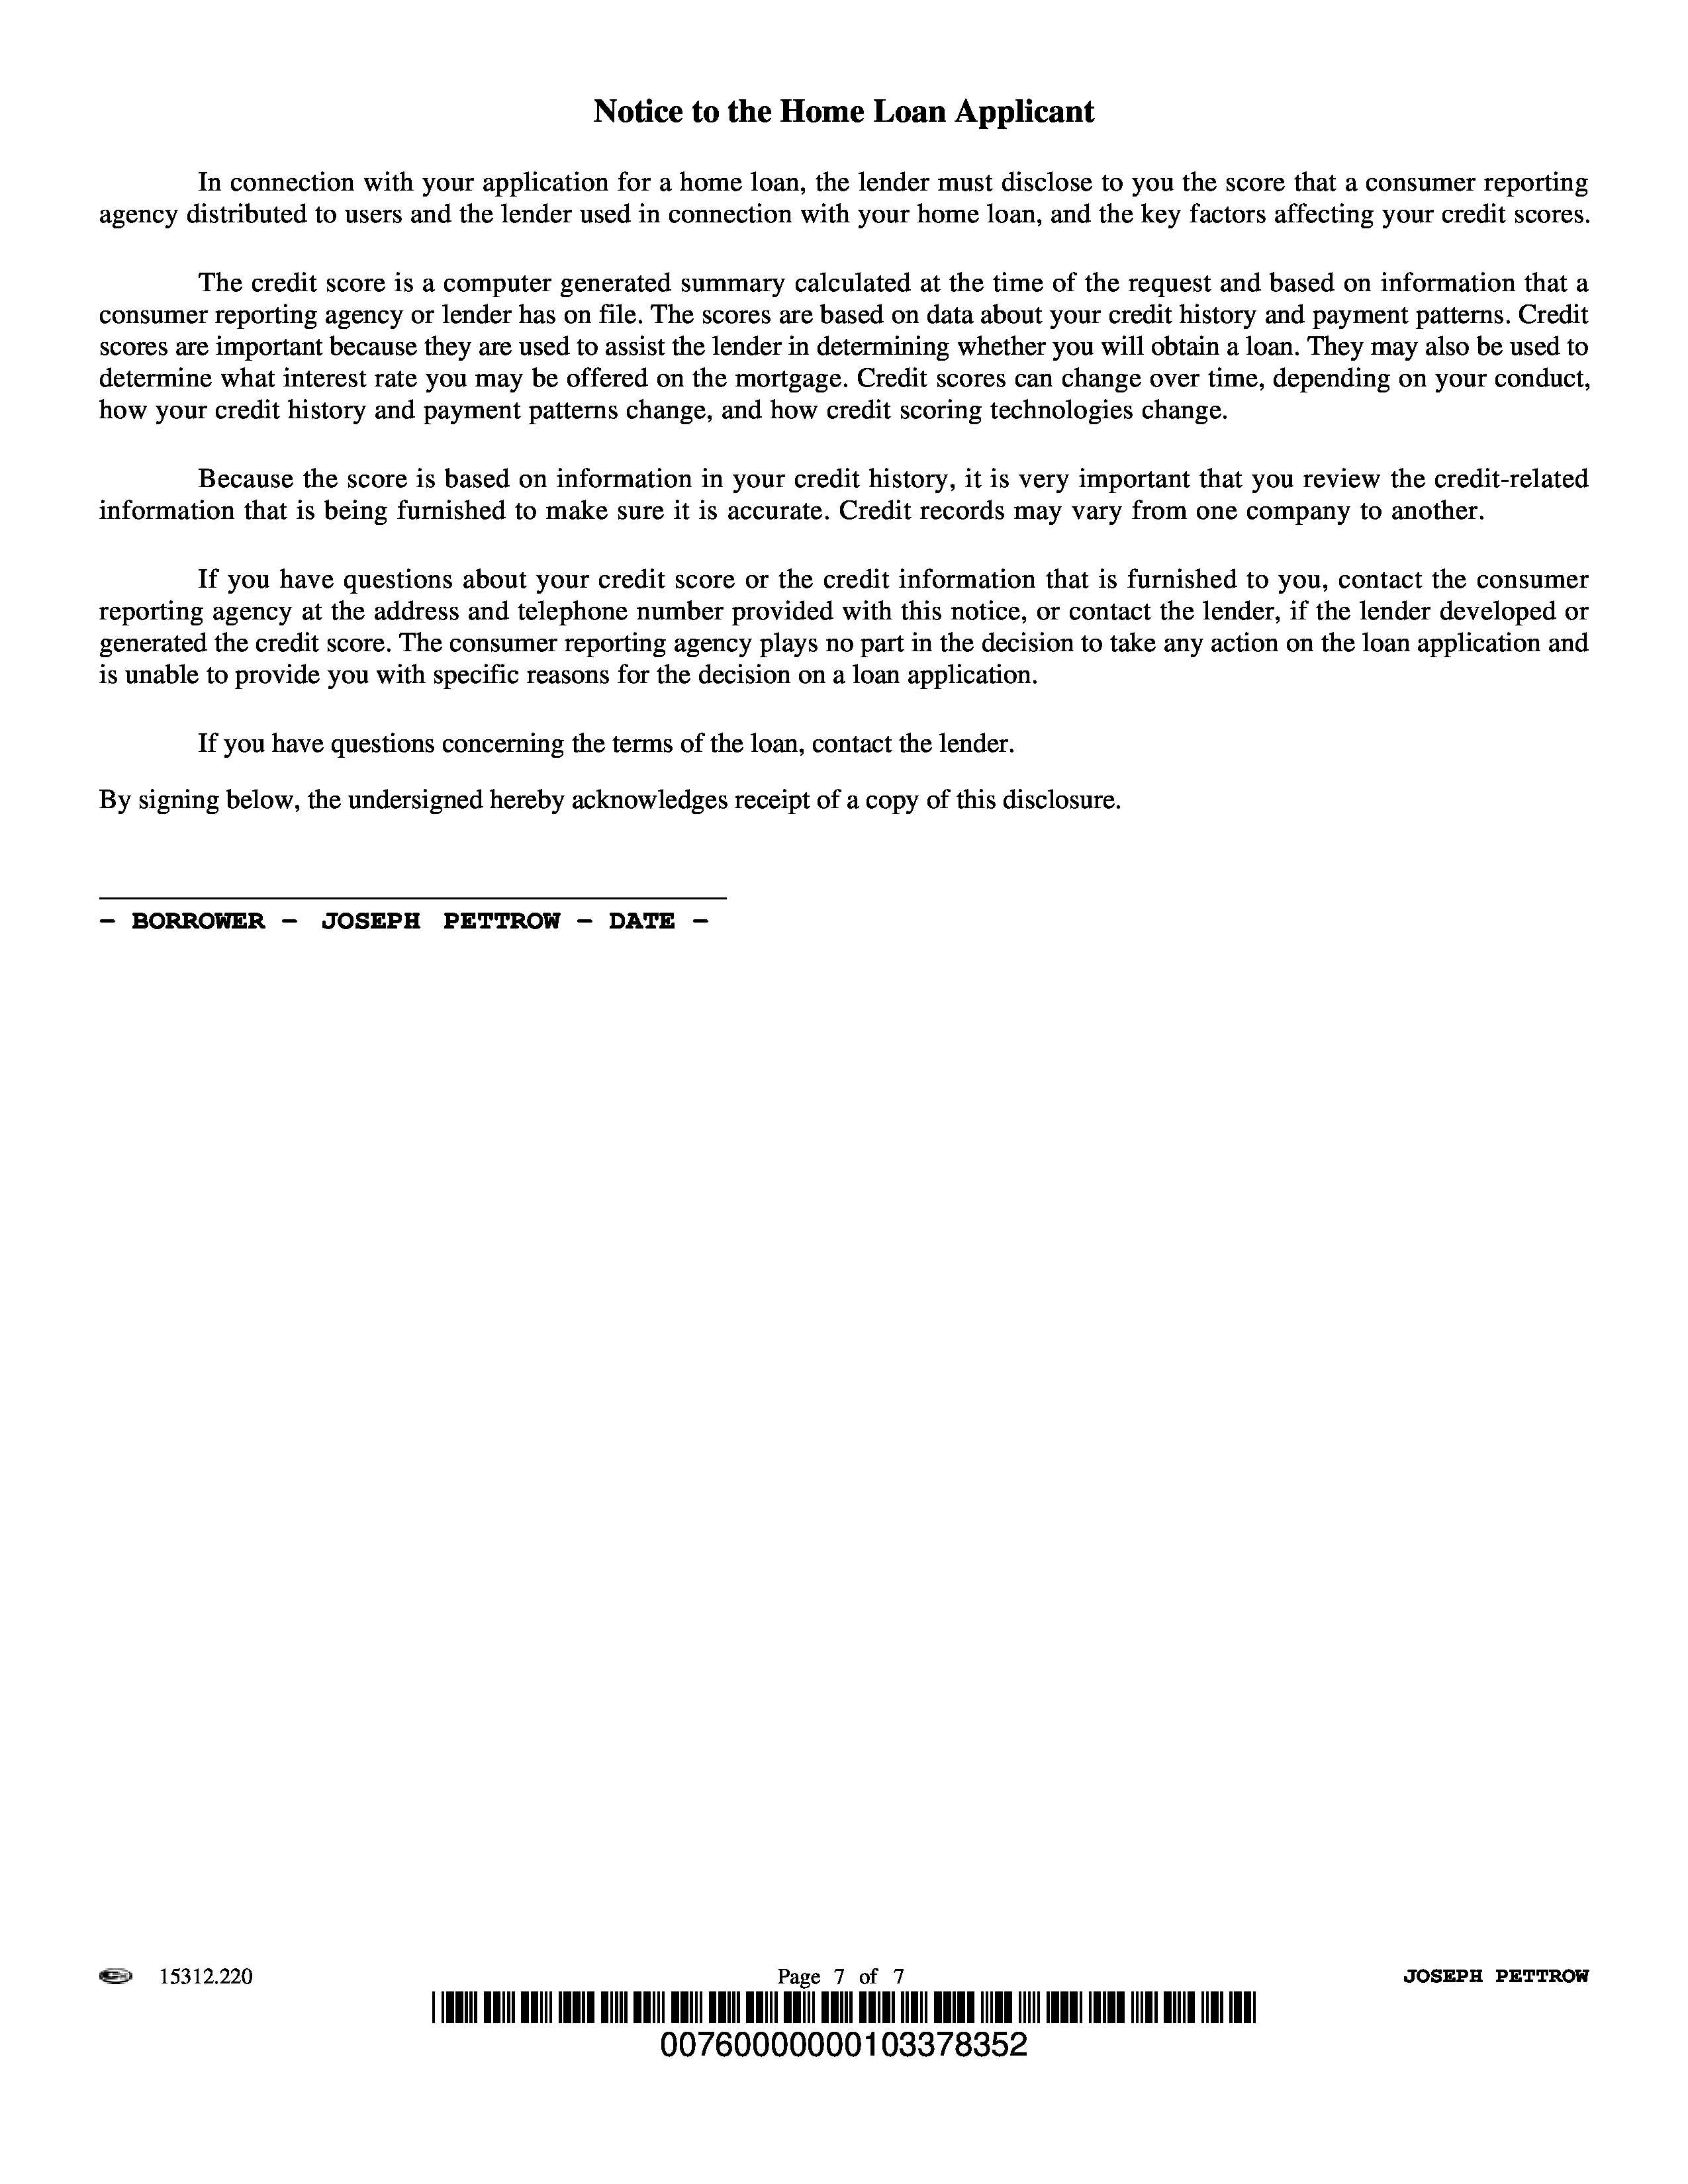 Notice to the Home Loan Applicant
In connection with your application for a home loan, the lender must disclose to you the score that a consumer reporting
agency distributed to users and the lender used in connection with your home loan, and the key factors affecting your credit scores.
The credit score is a computer generated summary calculated at the time of the request and based on information that a
consumer reporting agency or lender has on file. The scores are based on data about your credit history and payment patterns. Credit
scores are important because they are used to assist the lender in determining whether you will obtain a loan. They may also be used to
determine what interest rate you may be offered on the mortgage. Credit scores can change over time, depending on your conduct,
how your credit history and payment patterns change, and how credit scoring technologies change.
Because the score is based on information in your credit history, it is very important that you review the credit-related
information that is being furnished to make sure it is accurate. Credit records may vary from one company to another.
If you have questions about your credit score or the credit information that is furnished to you, contact the consumer
reporting agency at the address and telephone number provided with this notice, or contact the lender, if the lender developed or
generated the credit score. The consumer reporting agency plays no part in the decision to take any action on the loan application and
is unable to provide you with specific reasons for the decision on a loan application.
If you have questions concerning the terms of the loan, contact the lender.
By signing below, the undersigned hereby acknowledges receipt of a copy of this disclosure.
- BORROWER - JOSEPH PETTROW - DATE -
15312.220 Page 7 of 7 JOSEPH PETTROW
00760000000103378352